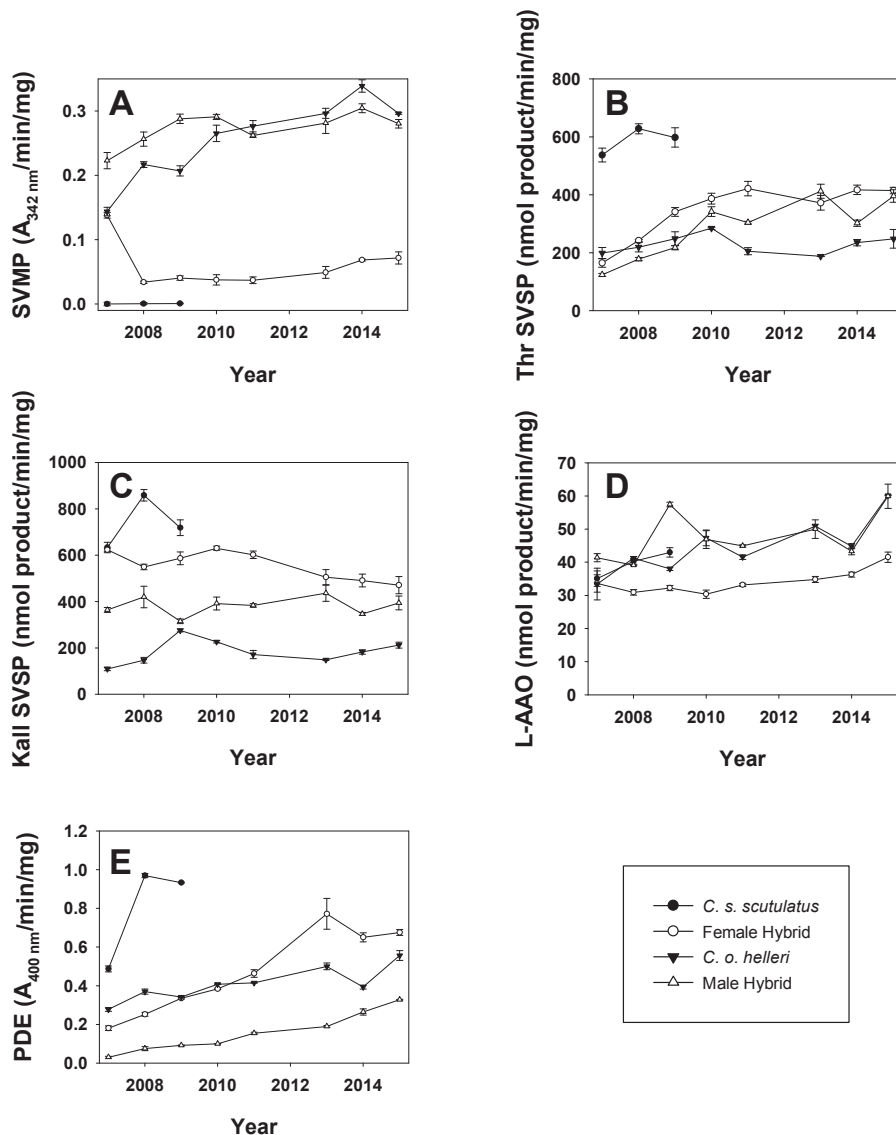 A
SVMP (A342 nm/min/mg)
0.3
0.2
0.1
0.0
2008 2010 2012 2014
Year
B
Thr SVSP (nmol product/min/mg)
800
600
400
200
0
2008 2010 2012 2014
Year
C
Kall SVSP (nmol product/min/mg)
1000
800
600
400
200
0
2008 2010 2012 2014
Year
D
L-AAO (nmol product/min/mg)
70
60
50
40
30
20
10
0
2008 2010 2012 2014
Year
E
PDE (A400 nm/min/mg)
1.2
1.0
0.8
0.6
0.4
0.2
0.0
2008 2010 2012 2014
Year
C. s. scutulatus
Female Hybrid
C. o. helleri
Male Hybrid